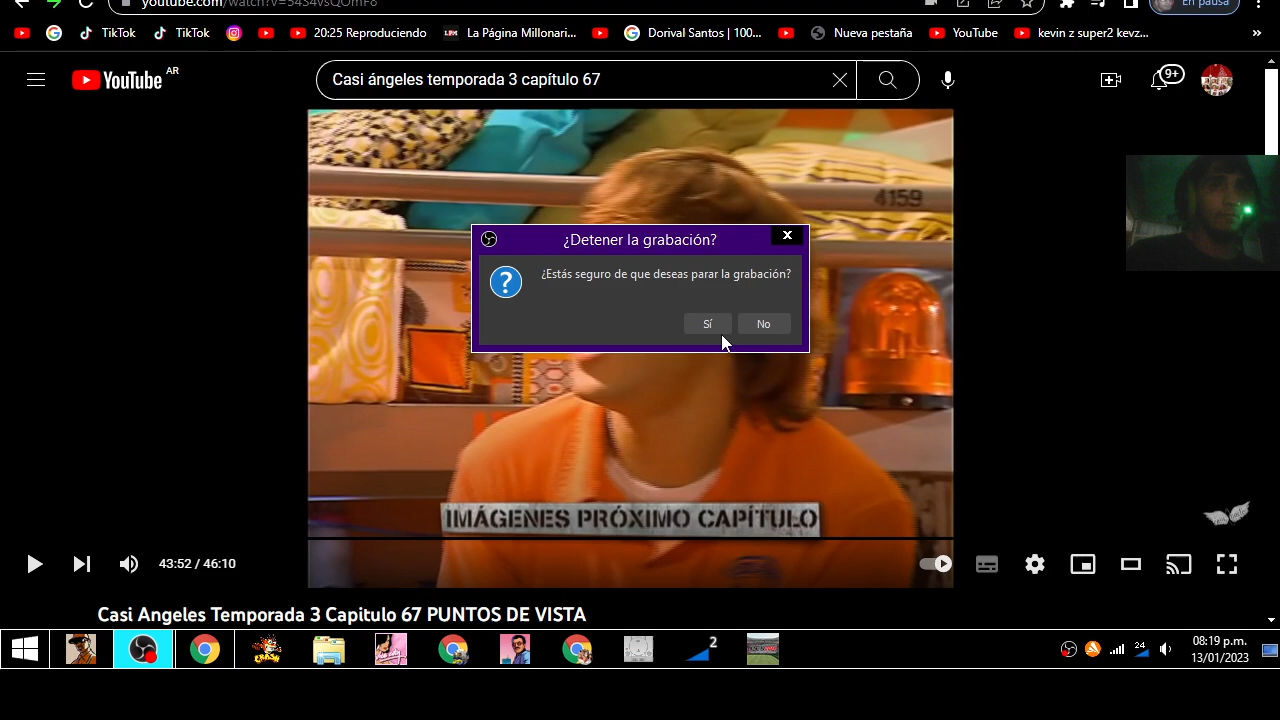 youtube.com/watch?v=
En pausa
TikTok
TikTok
20:25 Reproduciendo
La Página Millonari...
Dorival Santos | 100...
Nueva pestaña
YouTube
kevin z super2 kevz...
»
YouTube AR
Casi ángeles temporada 3 capítulo 67
9+
4159
¿Detener la grabación?
¿Estás seguro de que deseas parar la grabación?
Sí
No
IMÁGENES PRÓXIMO CAPÍTULO
43:52 / 46:10
Casi Angeles Temporada 3 Capitulo 67 PUNTOS DE VISTA
2
24
08:19 p.m.
13/01/2023